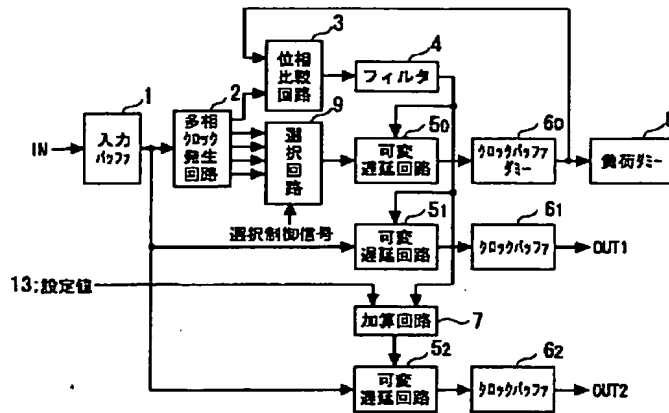 3
位相
比較
回路
4
フィルタ
1
入力
バッファ
IN
2
多相
クロック
発生
回路
9
選択
回路
選択制御信号
50
可変
遅延回路
60
クロックバッファ
ダミー
8
負荷ダミー
51
可変
遅延回路
61
クロックバッファ
OUT1
13:設定値
加算回路
7
52
可変
遅延回路
62
クロックバッファ
OUT2